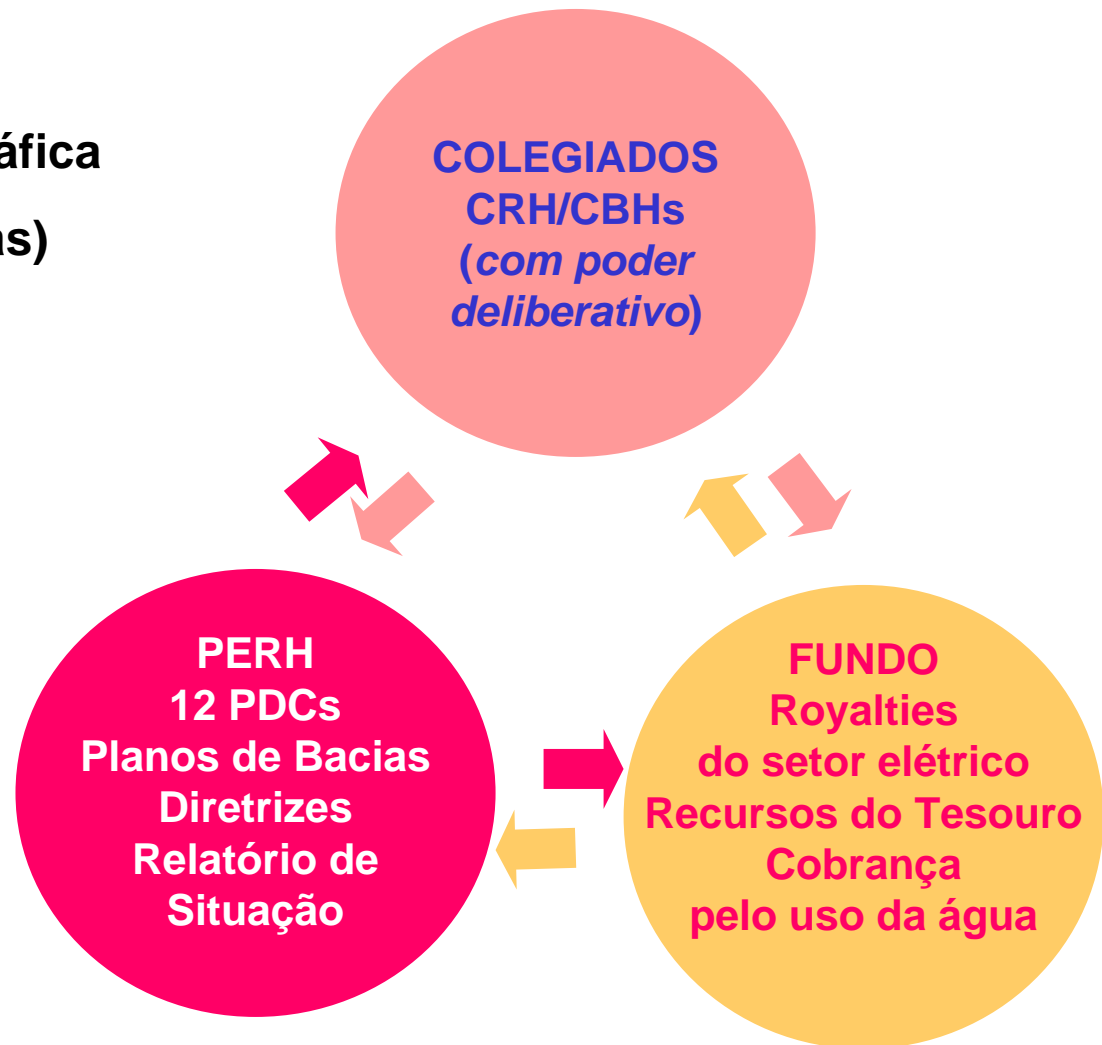 áfica
as)
COLEGIADOS
CRH/CBHs
(com poder
deliberativo)
PERH
12 PDCs
Planos de Bacias
Diretrizes
Relatório de
Situação
FUNDO
Royalties
do setor elétrico
Recursos do Tesouro
Cobrança
pelo uso da água